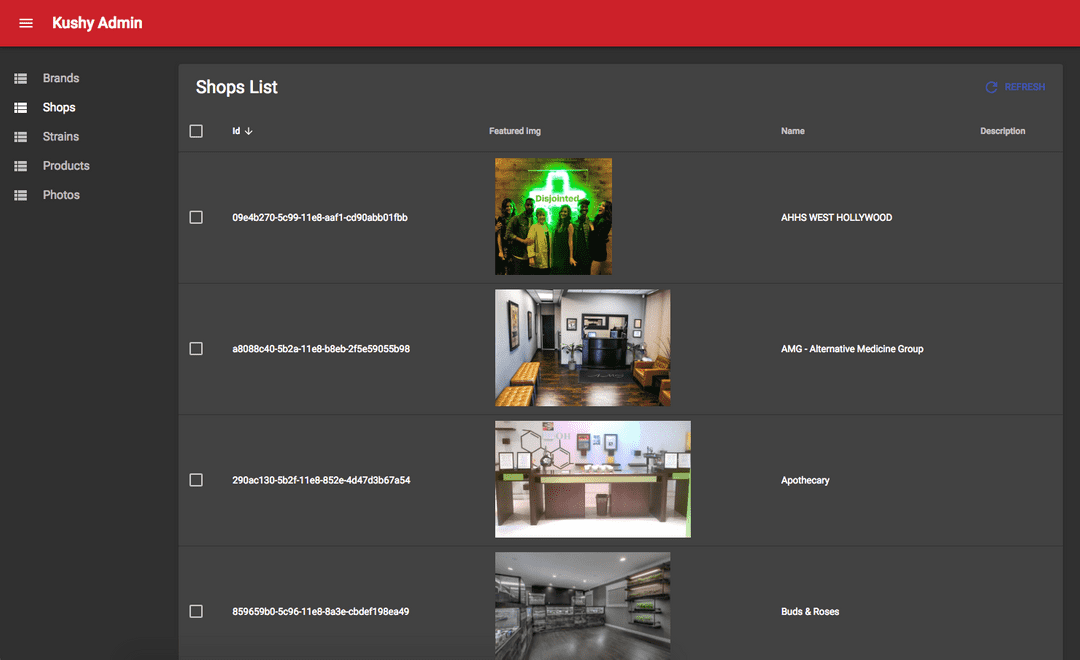 Kushy Admin
Brands
Shops
Strains
Products
Photos
Shops List
REFRESH
Id
Featured Img
Name
Description
09e4b270-5c99-11e8-aaf1-cd90abb01fbb
Disjointed
AHHS WEST HOLLYWOOD
a8088c40-5b2a-11e8-b8eb-2f5e59055b98
AMG - Alternative Medicine Group
290ac130-5b2f-11e8-852e-4d47d3b67a54
OH
Apothecary
859659b0-5c96-11e8-8a3e-cbdef198ea49
Buds & Roses